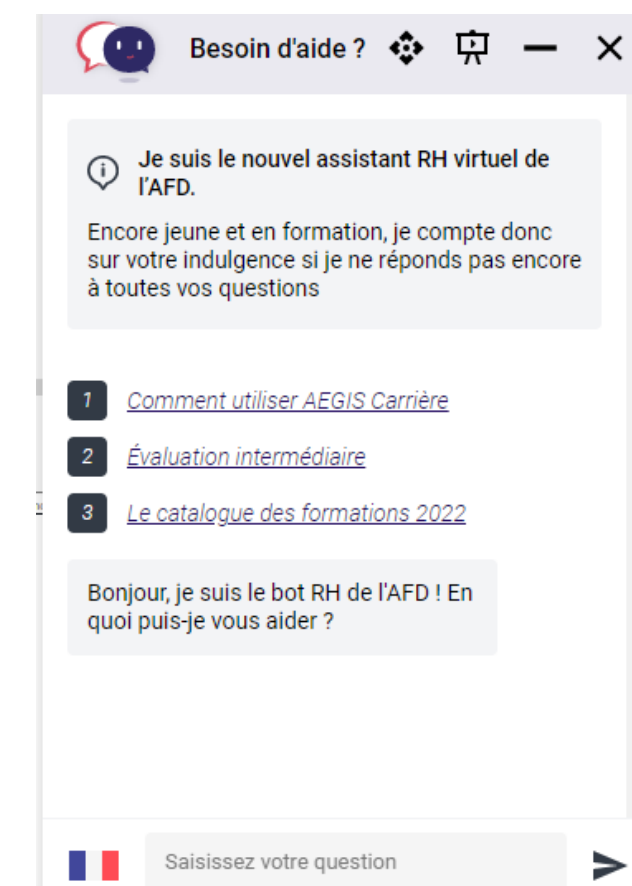 Besoin d'aide ?
Je suis le nouvel assistant RH virtuel de
l'AFD.
Encore jeune et en formation, je compte donc
sur votre indulgence si je ne réponds pas encore
à toutes vos questions
1 Comment utiliser AEGIS Carrière
2 Évaluation intermédiaire
3 Le catalogue des formations 2022
Bonjour, je suis le bot RH de l'AFD ! En
quoi puis-je vous aider ?
Saisissez votre question